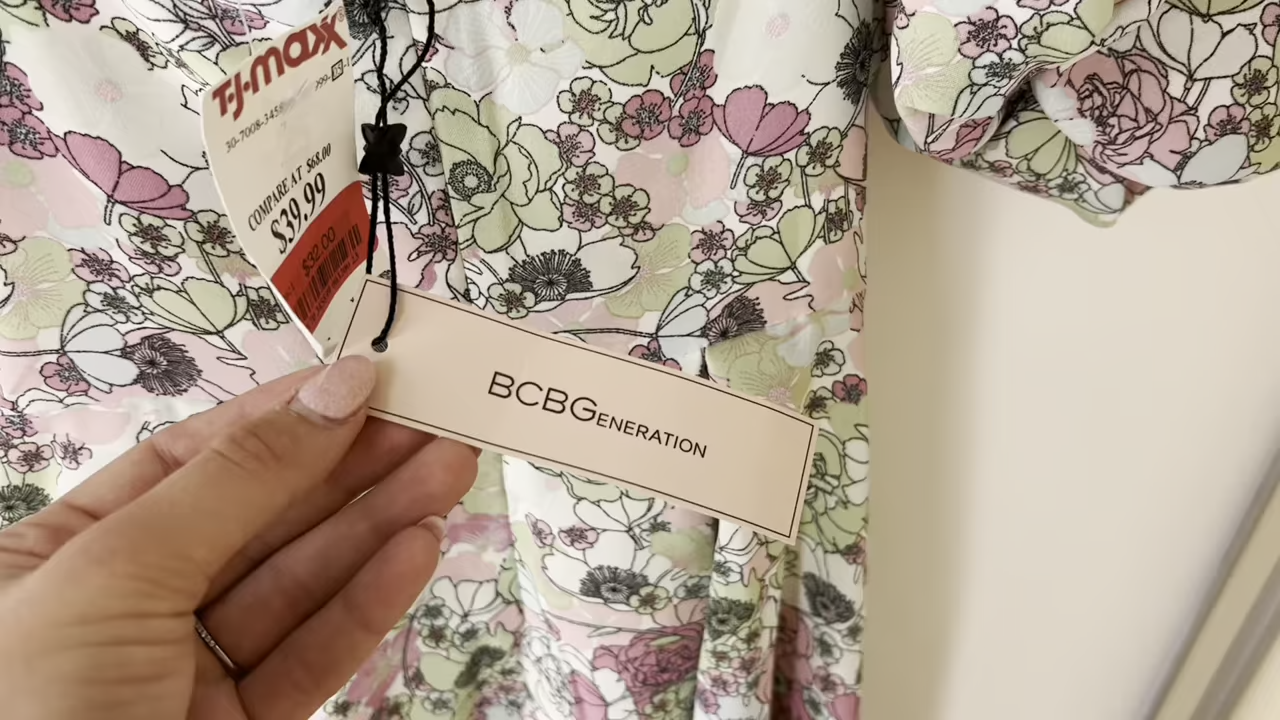 T·J·maxx®
COMPARE AT $68.00
$39.99
$32.00
BCBGENERATION